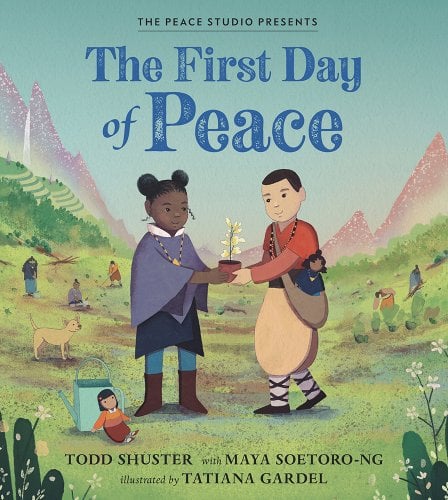 THE PEACE STUDIO PRESENTS
The First Day
of Peace
TODD SHUSTER with MAYA SOETORO-NG
illustrated by TATIANA GARDEL